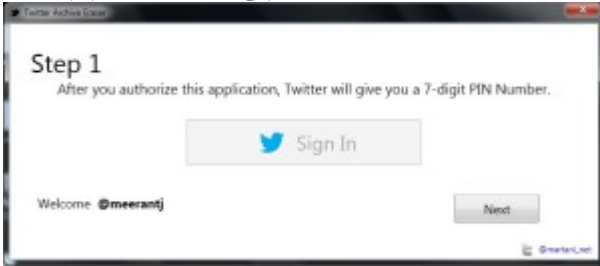 Twitter Archive Eraser
Step 1
After you authorize this application, Twitter will give you a 7-digit PIN Number.
Sign In
Welcome @meerantj
Next
@martani_net